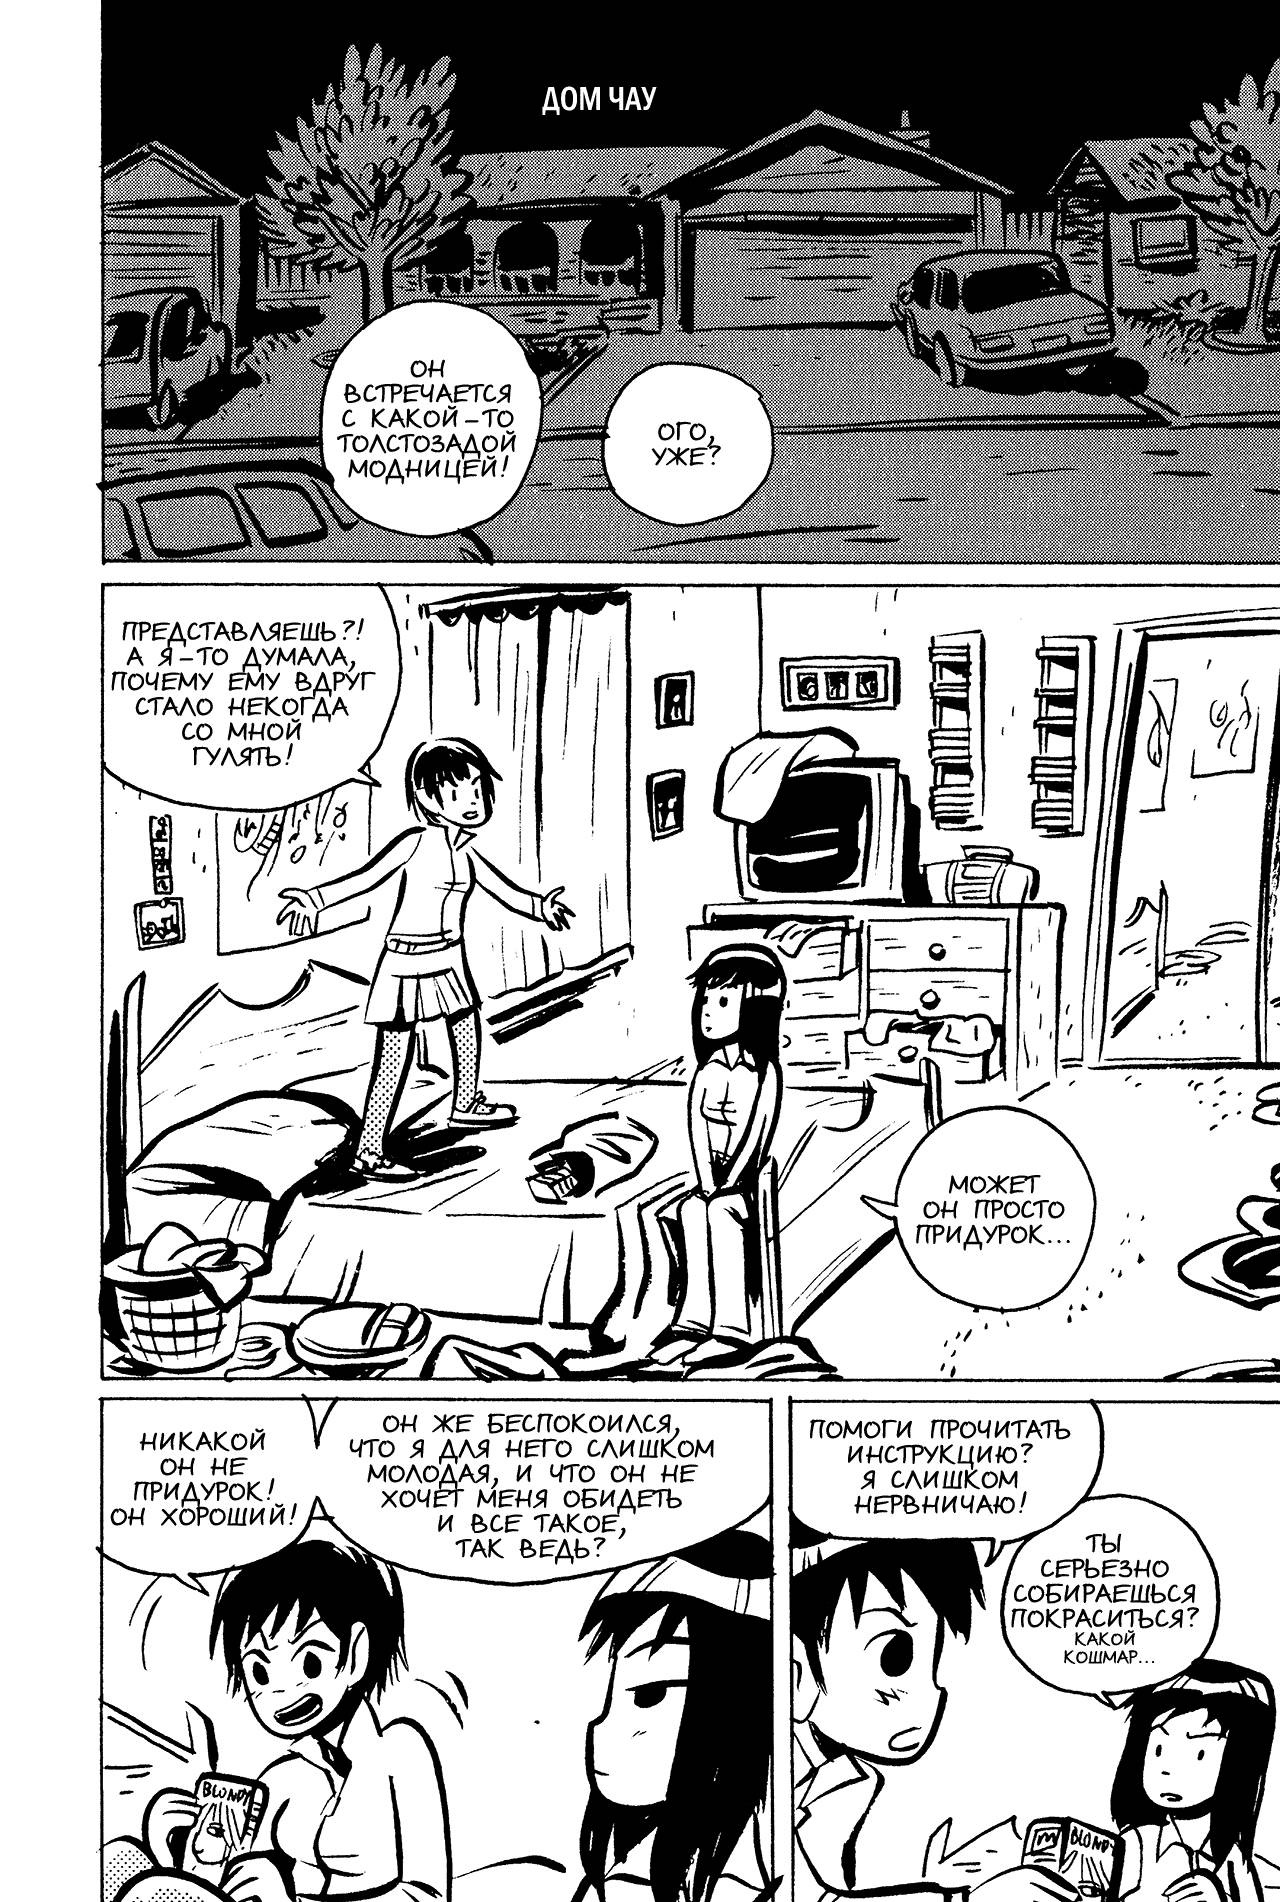 ДОМ ЧАУ
ОН
ВСТРЕЧАЕТСЯ
С КАКОЙ-ТО
ТОЛСТОЗАДОЙ
МОДНИЦЕЙ!
ОГО,
УЖЕ?
ПРЕДСТАВЛЯЕШЬ?!
А Я-ТО ДУМАЛА,
ПОЧЕМУ ЕМУ ВДРУГ
СТАЛО НЕКОГДА
СО МНОЙ
ГУЛЯТЬ!
МОЖЕТ
ОН ПРОСТО
ПРИДУРОК...
НИКАКОЙ
ОН НЕ
ПРИДУРОК!
ОН ХОРОШИЙ!
ОН ЖЕ БЕСПОКОИЛСЯ,
ЧТО Я ДЛЯ НЕГО СЛИШКОМ
МОЛОДАЯ, И ЧТО ОН НЕ
ХОЧЕТ МЕНЯ ОБИДЕТЬ
И ВСЕ ТАКОЕ,
ТАК ВЕДЬ?
BLONDY
ПОМОГИ ПРОЧИТАТЬ
ИНСТРУКЦИЮ?
Я СЛИШКОМ
НЕРВНИЧАЮ!
ТЫ
СЕРЬЕЗНО
СОБИРАЕШЬСЯ
ПОКРАСИТЬСЯ?
КАКОЙ
КОШМАР...
BLONDY